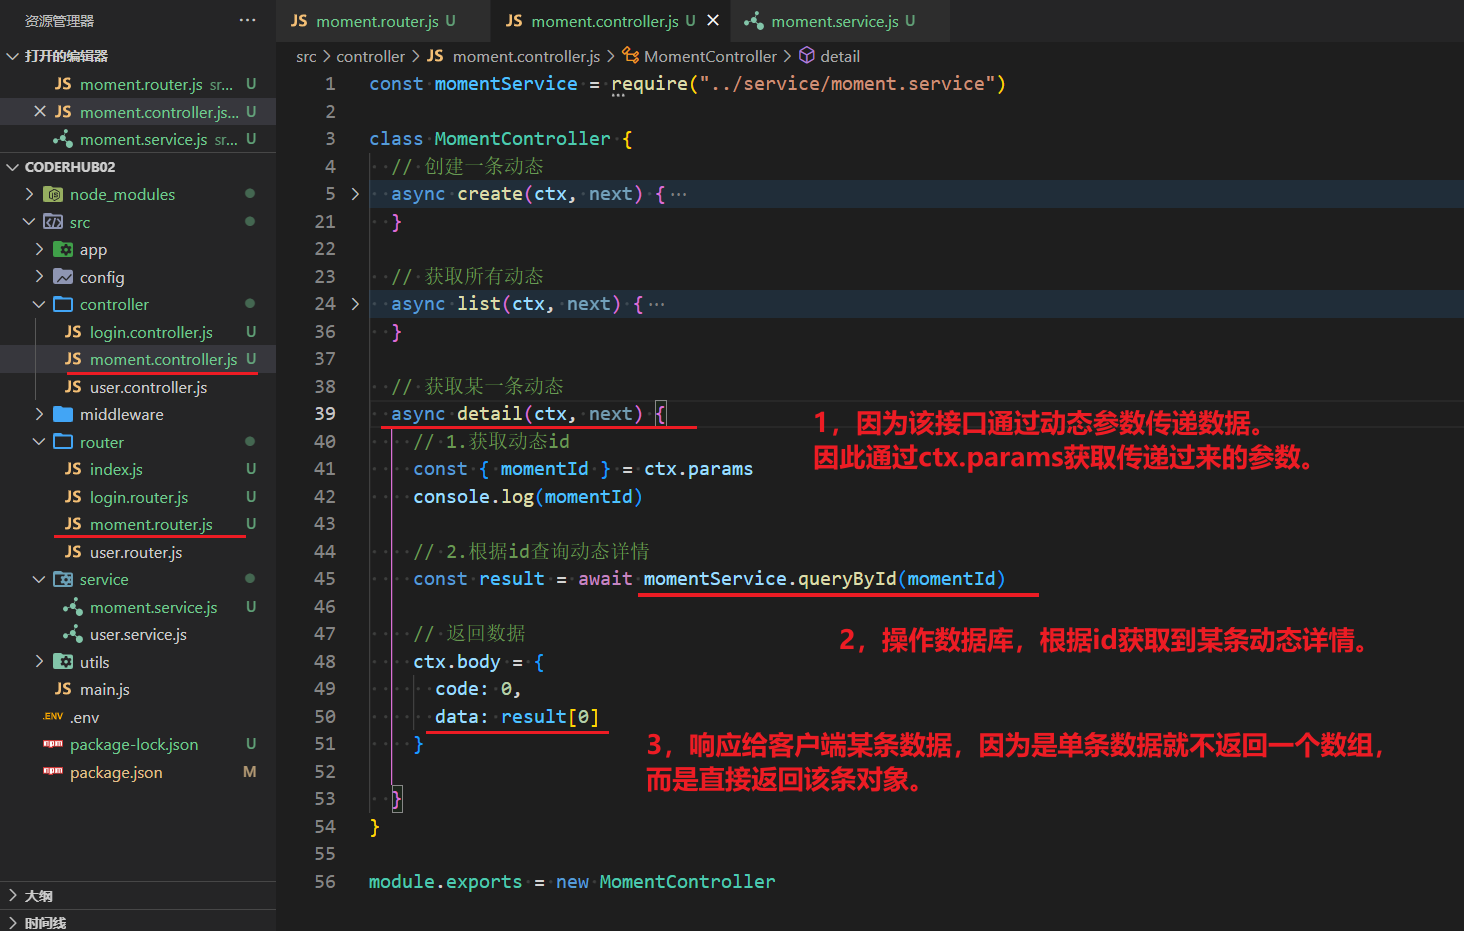 资源管理器
打开的编辑器
JS moment.router.js sr... U
JS moment.controller.js... U
moment.service.js sr... U
CODERHUB02
node_modules
src
app
config
controller
JS login.controller.js U
JS moment.controller.js U
JS user.controller.js
middleware
router
JS index.js U
JS login.router.js U
JS moment.router.js U
JS user.router.js
service
moment.service.js U
user.service.js
utils
JS main.js
.ENV .env
npm package-lock.json U
npm package.json M
大纲
时间线
JS moment.router.js U
JS moment.controller.js U
moment.service.js U
src > controller > JS moment.controller.js > MomentController > detail
1 const momentService = require("../service/moment.service")
2
3 class MomentController {
4 // 创建一条动态
5 async create(ctx, next) { ...
21 }
22
23 // 获取所有动态
24 async list(ctx, next) { ...
36 }
37
38 // 获取某一条动态
39 async detail(ctx, next) {
40 // 1.获取动态id
41 const { momentId } = ctx.params
42 console.log(momentId)
43
44 // 2.根据id查询动态详情
45 const result = await momentService.queryById(momentId)
46
47 // 返回数据
48 ctx.body = {
49 code: 0,
50 data: result[0]
51 }
52
53 }
54 }
55
56 module.exports = new MomentController
1，因为该接口通过动态参数传递数据。
因此通过ctx.params获取传递过来的参数。
2，操作数据库，根据id获取到某条动态详情。
3，响应给客户端某条数据，因为是单条数据就不返回一个数组，
而是直接返回该条对象。